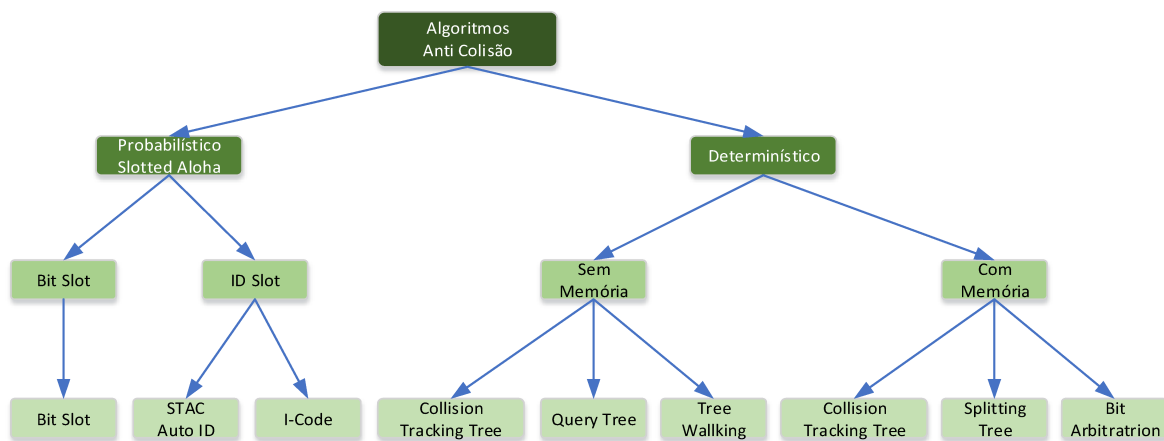 Algoritmos
Anti Colisão
Probabilístico
Slotted Aloha
Determinístico
Bit Slot
ID Slot
Sem
Memória
Com
Memória
Bit Slot
STAC
Auto ID
I-Code
Collision
Tracking Tree
Query Tree
Tree
Wallking
Collision
Tracking Tree
Splitting
Tree
Bit
Arbitratrion